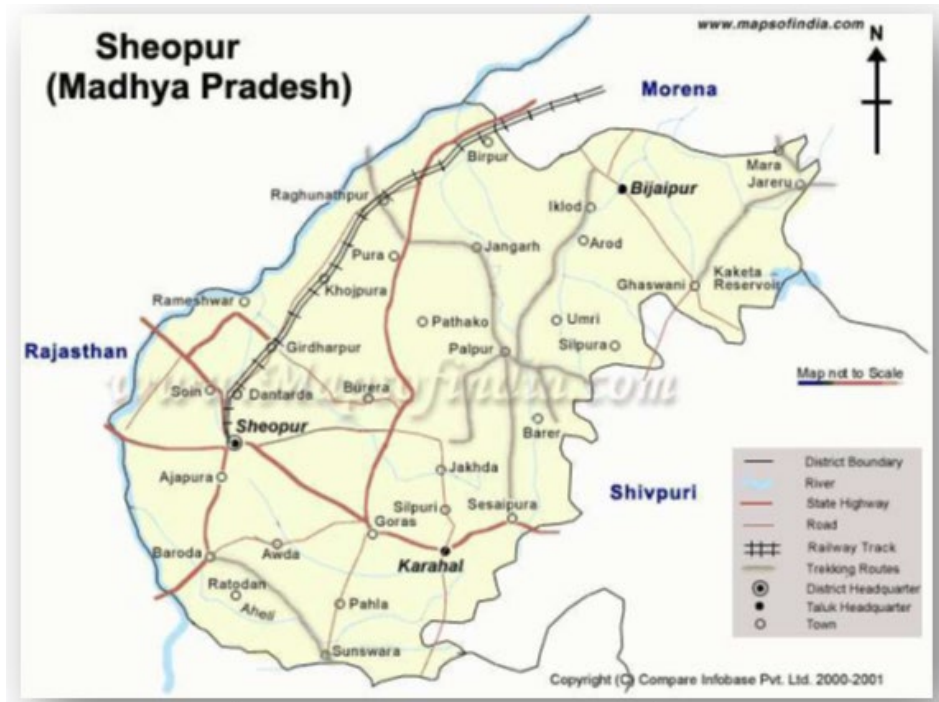 www.mapsofindia.com
Sheopur
(Madhya Pradesh)
N
Morena
Birpur
Mara
Jareru
Raghunathpur
Bijaipur
Iklod
Arod
Pura
Jangarh
Khojpura
Ghaswani
Kaketa
Reservoir
Rameshwar
Pathako
Umri
Rajasthan
Girdharpur
Palpur
Silpura
Map not to Scale
www.Mapsofindia.com
Soin
Dantarda
Burera
Sheopur
Barer
Ajapura
Jakhda
Silpuri
Sesaipura
Shivpuri
Goras
Baroda
Awda
Karahal
Ratodan
Aheli
Pahla
Sunswara
District Boundary
River
State Highway
Road
Railway Track
Trekking Routes
District Headquarter
Taluk Headquarter
Town
Copyright (C) Compare Infobase Pvt. Ltd. 2000-2001